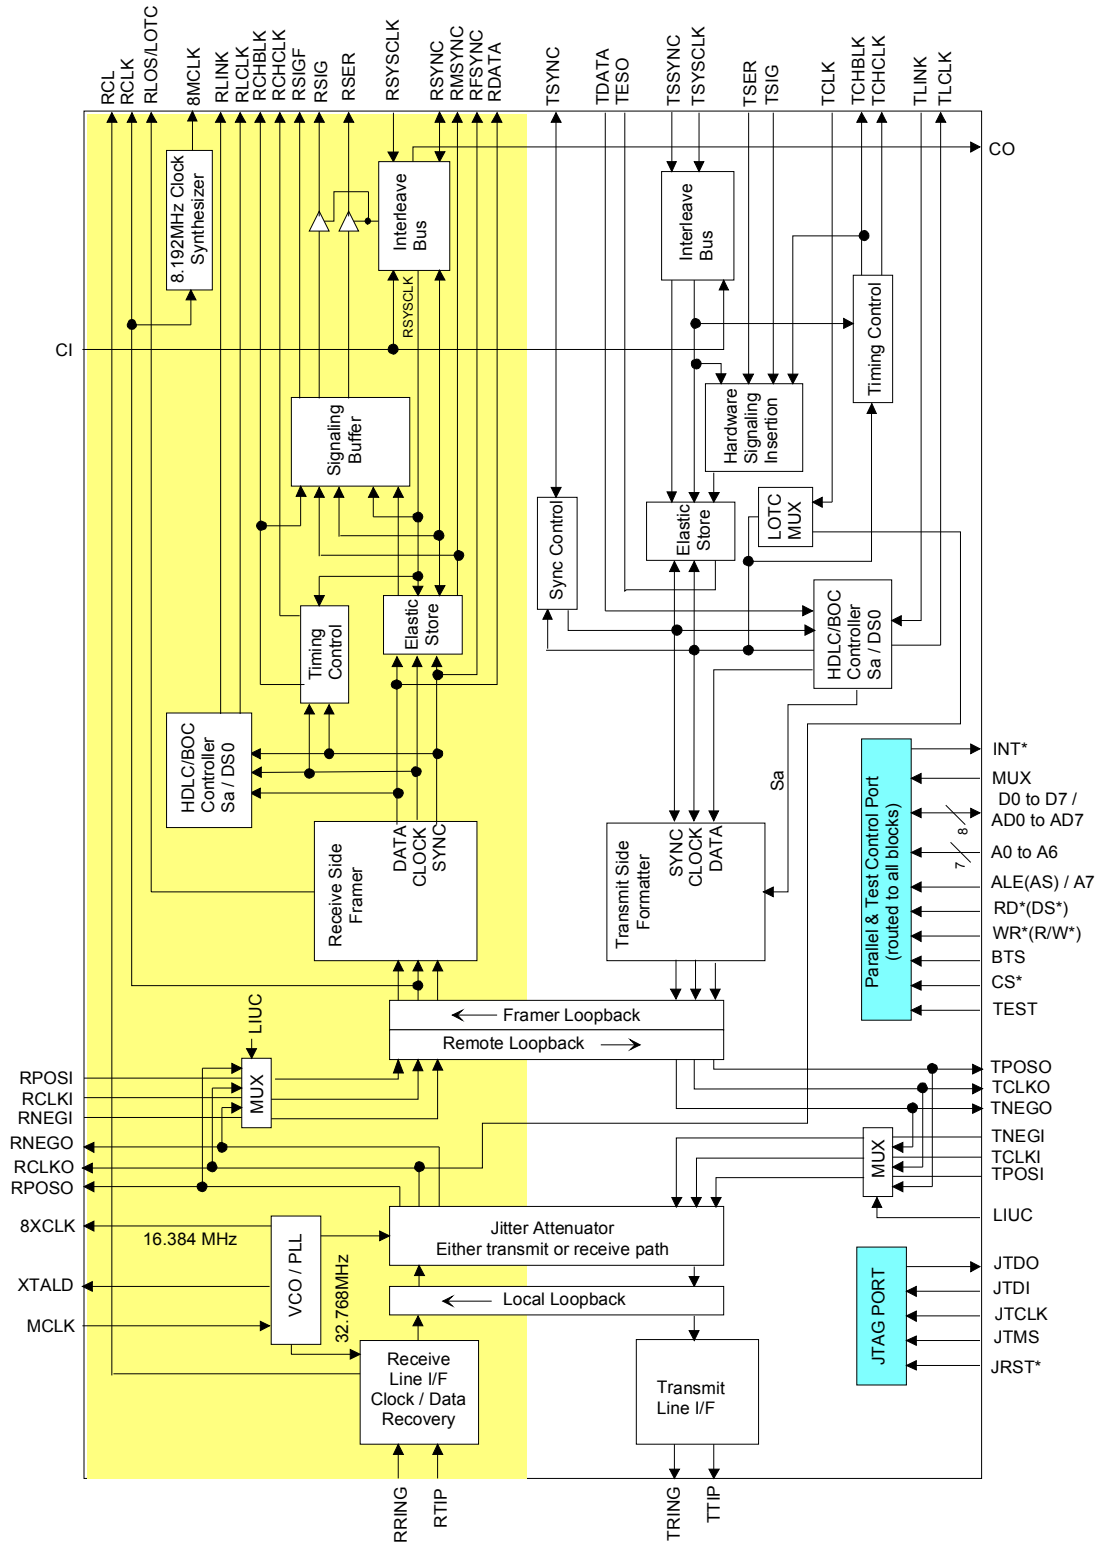 RCL
RCLK
RLOS/LOTC
8MCLK
RLINK
RLCLK
RCHBLK
RCHCLK
RSIGF
RSIG
RSER
RSYSCLK
RSYNC
RMSYNC
RFSYNC
RDATA
TSYNC
TDATA
TESO
TSSYNC
TSYSCLK
TSER
TSIG
TCLK
TCHBLK
TCHCLK
TLINK
TLCLK
CO
8.192MHz Clock
Synthesizer
Interleave
Bus
Interleave
Bus
RSYSCLK
CI
Timing Control
Signaling
Buffer
Hardware
Signaling
Insertion
LOTC
MUX
Sync Control
Elastic
Store
Elastic
Store
Timing
Control
HDLC/BOC
Controller
Sa / DS0
HDLC/BOC
Controller
Sa / DS0
Sa
Receive Side
Framer
DATA
CLOCK
SYNC
Transmit Side
Formatter
SYNC
CLOCK
DATA
Parallel & Test Control Port
(routed to all blocks)
INT*
MUX
D0 to D7 /
AD0 to AD7
8
A0 to A6
7
ALE(AS) / A7
RD*(DS*)
WR*(R/W*)
BTS
CS*
TEST
Framer Loopback
Remote Loopback
LIUC
MUX
RPOSI
RCLKI
RNEGI
RNEGO
RCLKO
RPOSO
TPOSO
TCLKO
TNEGO
TNEGI
TCLKI
TPOSI
MUX
LIUC
8XCLK
16.384 MHz
XTALD
MCLK
VCO / PLL
32.768MHz
Jitter Attenuator
Either transmit or receive path
Local Loopback
Receive
Line I/F
Clock / Data
Recovery
Transmit
Line I/F
JTAG PORT
JTDO
JTDI
JTCLK
JTMS
JRST*
RRING
RTIP
TRING
TTIP